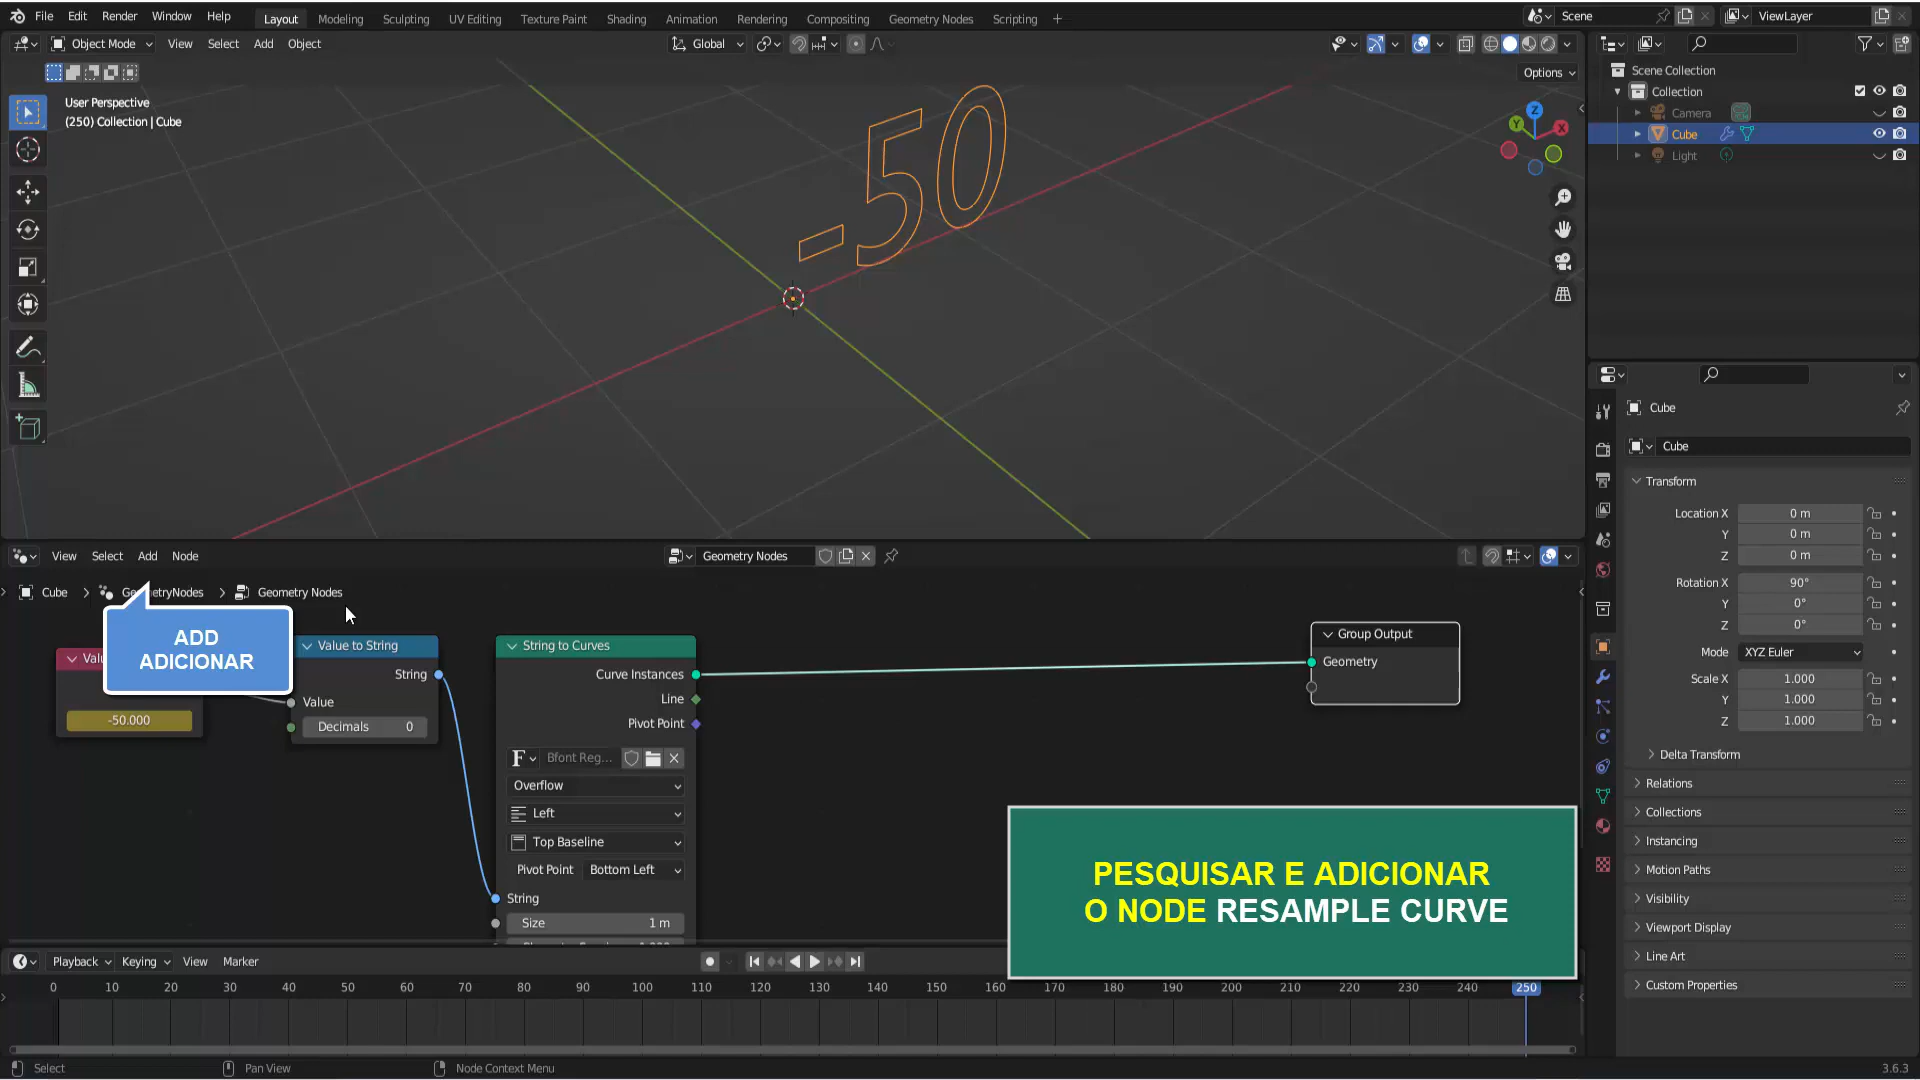 File Edit Render Window Help
Layout Modeling Sculpting UV Editing Texture Paint Shading Animation Rendering Compositing Geometry Nodes Scripting +
Scene
ViewLayer
Object Mode View Select Add Object
Global
Options
User Perspective
(250) Collection | Cube
-50
Z
Y
X
Scene Collection
Collection
Camera
Cube
Light
Cube
Cube
Transform
Location X 0 m
Y 0 m
Z 0 m
Rotation X 90°
Y 0°
Z 0°
Mode XYZ Euler
Scale X 1.000
Y 1.000
Z 1.000
Delta Transform
Relations
Collections
Instancing
Motion Paths
Visibility
Viewport Display
Line Art
Custom Properties
View Select Add Node
Geometry Nodes
Cube
Geometry Nodes
ADD
ADICIONAR
-50.000
Value to String
String
Value
Decimals 0
String to Curves
Curve Instances
Line
Pivot Point
F Bfont Reg...
Overflow
Left
Top Baseline
Pivot Point Bottom Left
String
Size 1 m
Group Output
Geometry
PESQUISAR E ADICIONAR
O NODE RESAMPLE CURVE
Playback Keying View Marker
0 10 20 30 40 50 60 70 80 90 100 110 120 130 140 150 160 170 180 190 200 210 220 230 240 250
Select Pan View Node Context Menu
3.6.3